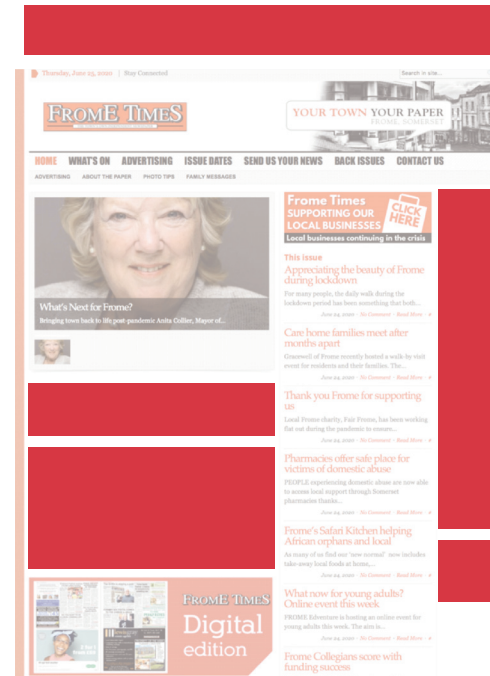 Thursday, June 25, 2020 | Stay Connected
Search in site...
FROME TIMES
YOUR TOWN YOUR PAPER
FROME, SOMERSET
HOME WHAT'S ON ADVERTISING ISSUE DATES SEND US YOUR NEWS BACK ISSUES CONTACT US
ADVERTISING ABOUT THE PAPER PHOTO TIPS FAMILY MESSAGES
What's Next for Frome?
Bringing town back to life post-pandemic Anita Collier, Mayor of...
FROME TIMES
Digital
edition
Frome Times
SUPPORTING OUR
LOCAL BUSINESSES
CLICK
HERE
Local businesses continuing in the crisis
This issue
Appreciating the beauty of Frome
during lockdown
For many people, the daily walk during the
lockdown period has been something that both...
June 24, 2020 - No Comment - Read More
Care home families meet after
months apart
Gracewell of Frome recently hosted a walk-by visit
event for residents and their families. The...
June 24, 2020 - No Comment - Read More
Thank you Frome for supporting
us
Local Frome charity, Fair Frome, has been working
flat out during the pandemic to ensure...
June 24, 2020 - No Comment - Read More
Pharmacies offer safe place for
victims of domestic abuse
PEOPLE experiencing domestic abuse are now able
to access local support through Somerset
pharmacies thanks...
June 24, 2020 - No Comment - Read More
Frome's Safari Kitchen helping
African orphans and local
As many of us find our 'new normal' now includes
take-away local foods at home,...
June 24, 2020 - No Comment - Read More
What now for young adults?
Online event this week
FROME Edventure is hosting an online event for
young adults this week. The aim is...
June 24, 2020 - No Comment - Read More
Frome Collegians score with
funding success